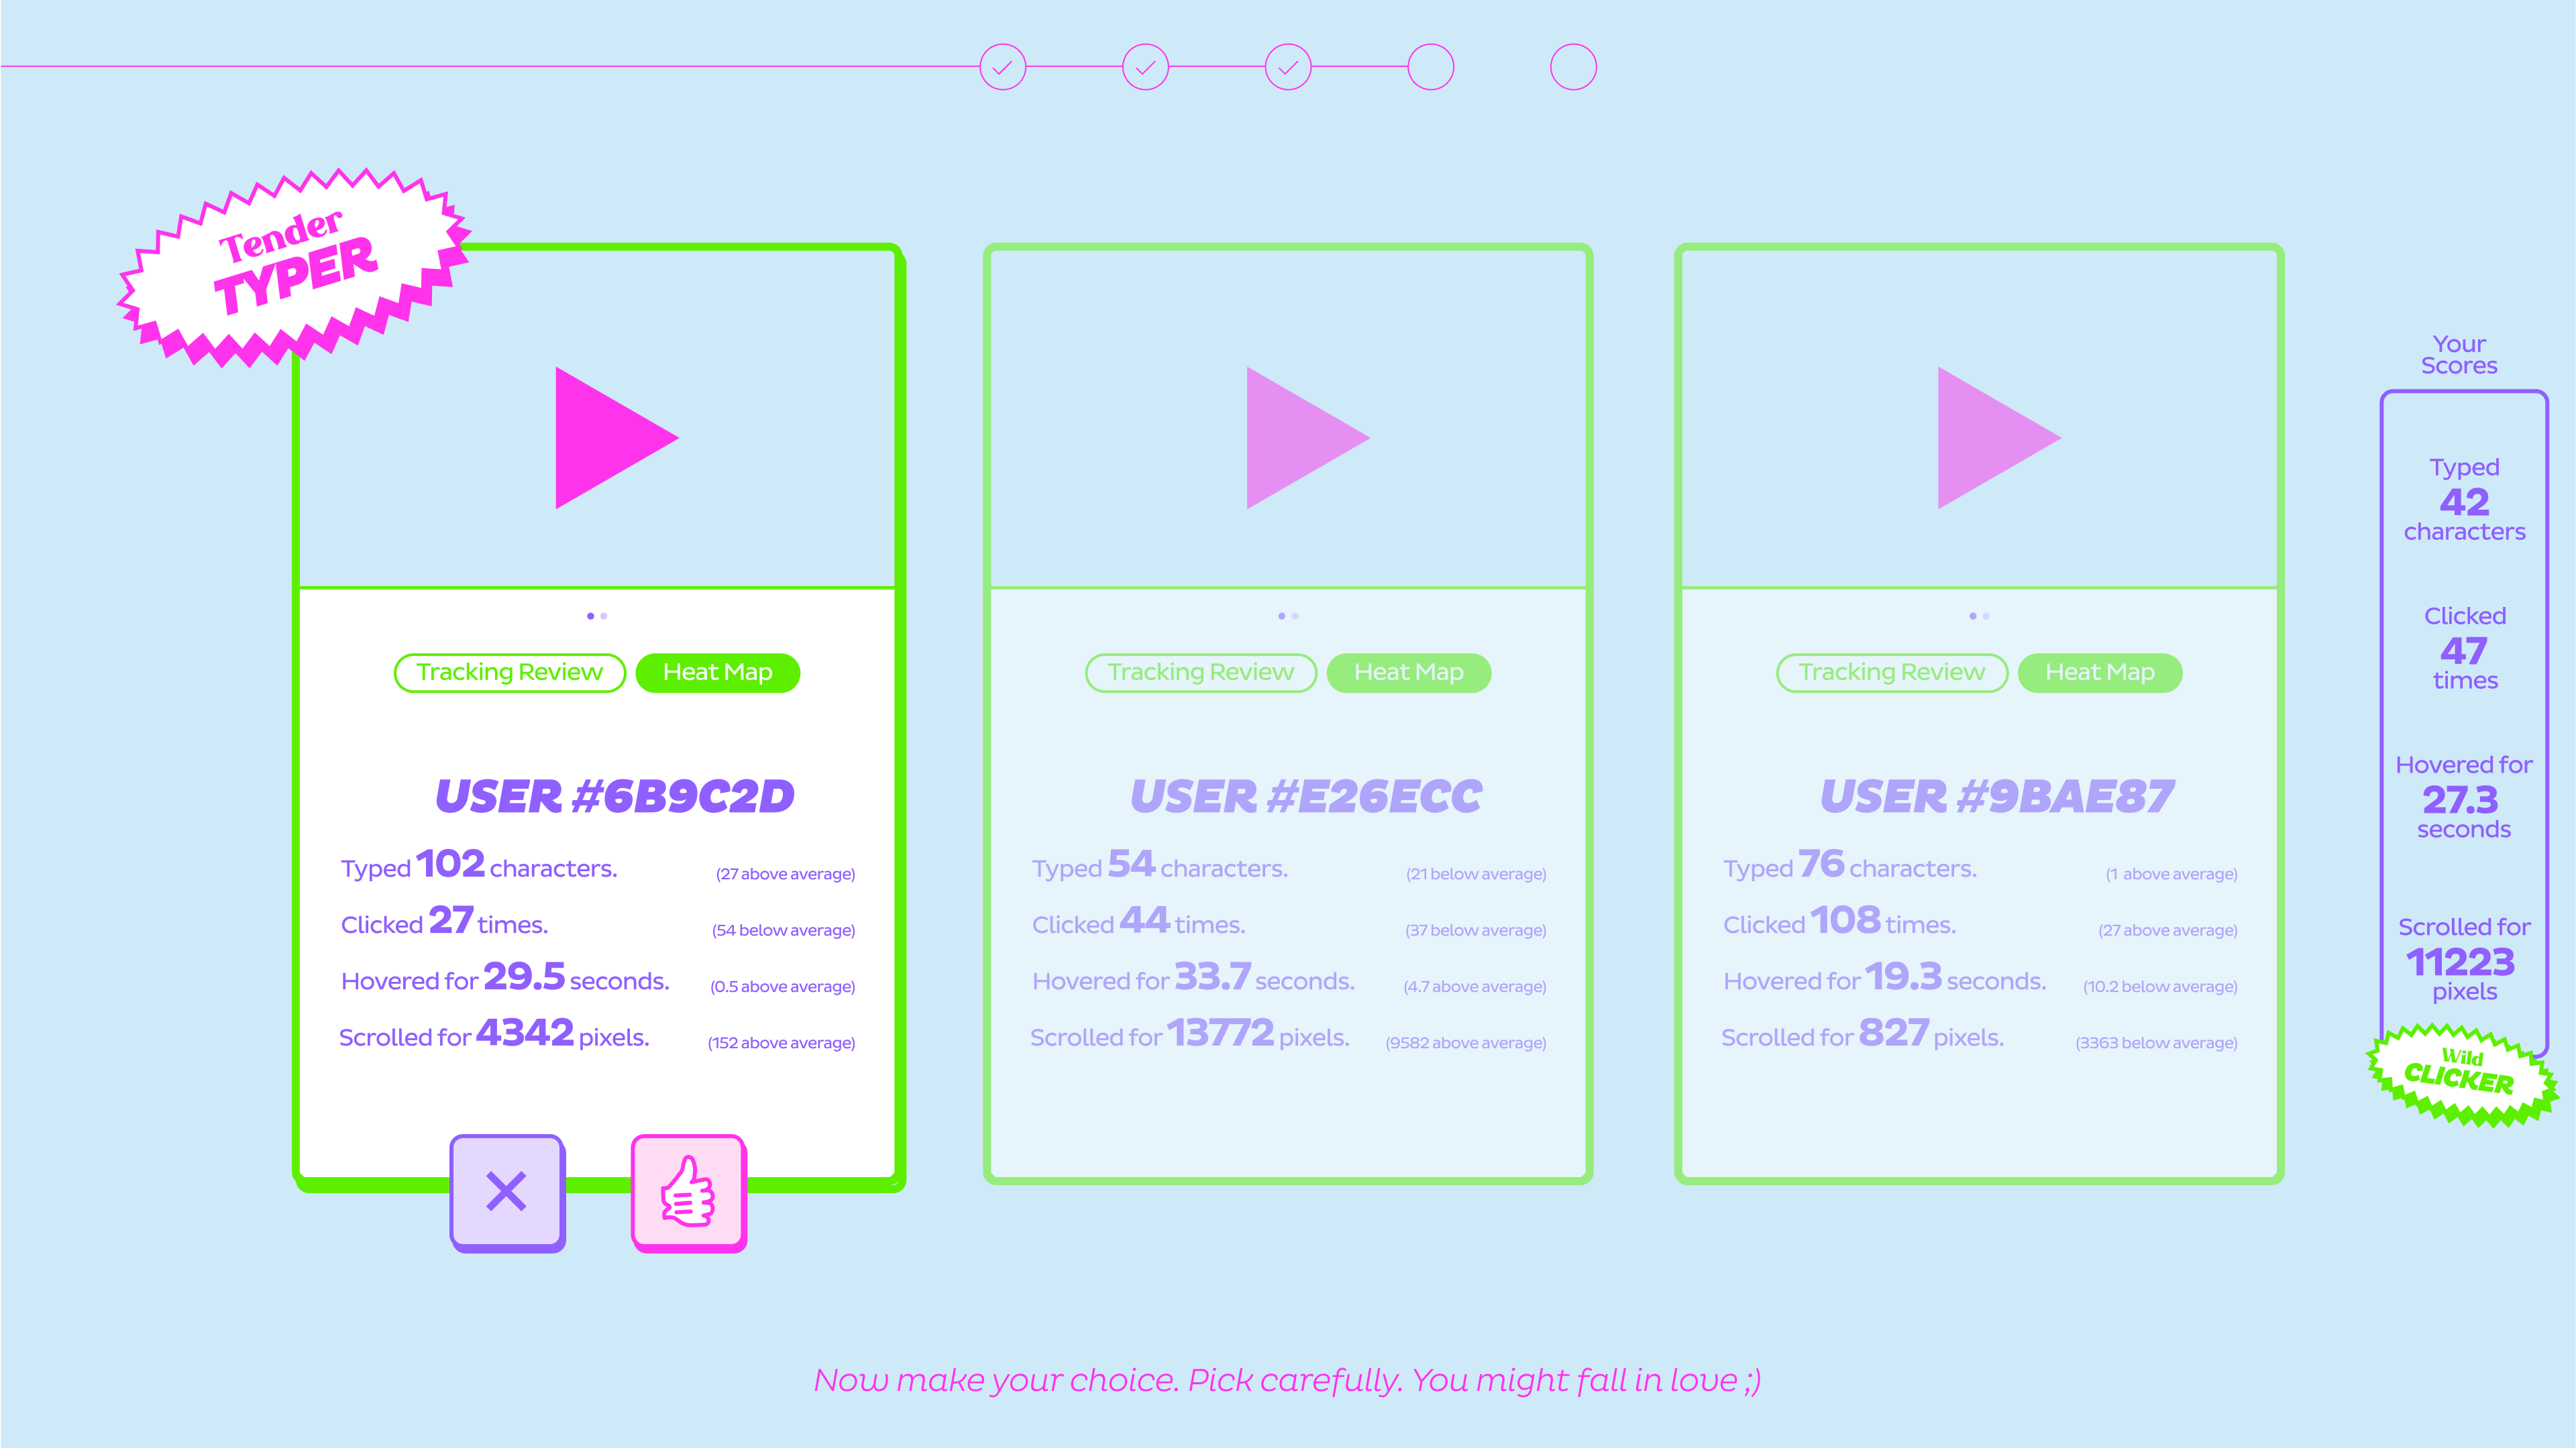 Tender
TYPER
Tracking Review
Heat Map
USER #6B9C2D
Typed 102 characters. (27 above average)
Clicked 27 times. (54 below average)
Hovered for 29.5 seconds. (0.5 above average)
Scrolled for 4342 pixels. (152 above average)
Tracking Review
Heat Map
USER #E26ECC
Typed 54 characters. (21 below average)
Clicked 44 times. (37 below average)
Hovered for 33.7 seconds. (4.7 above average)
Scrolled for 13772 pixels. (9582 above average)
Tracking Review
Heat Map
USER #9BAE87
Typed 76 characters. (1 above average)
Clicked 108 times. (27 above average)
Hovered for 19.3 seconds. (10.2 below average)
Scrolled for 827 pixels. (3363 below average)
Your
Scores
Typed
42
characters
Clicked
47
times
Hovered for
27.3
seconds
Scrolled for
11223
pixels
Wild
CLICKER
Now make your choice. Pick carefully. You might fall in love ;)